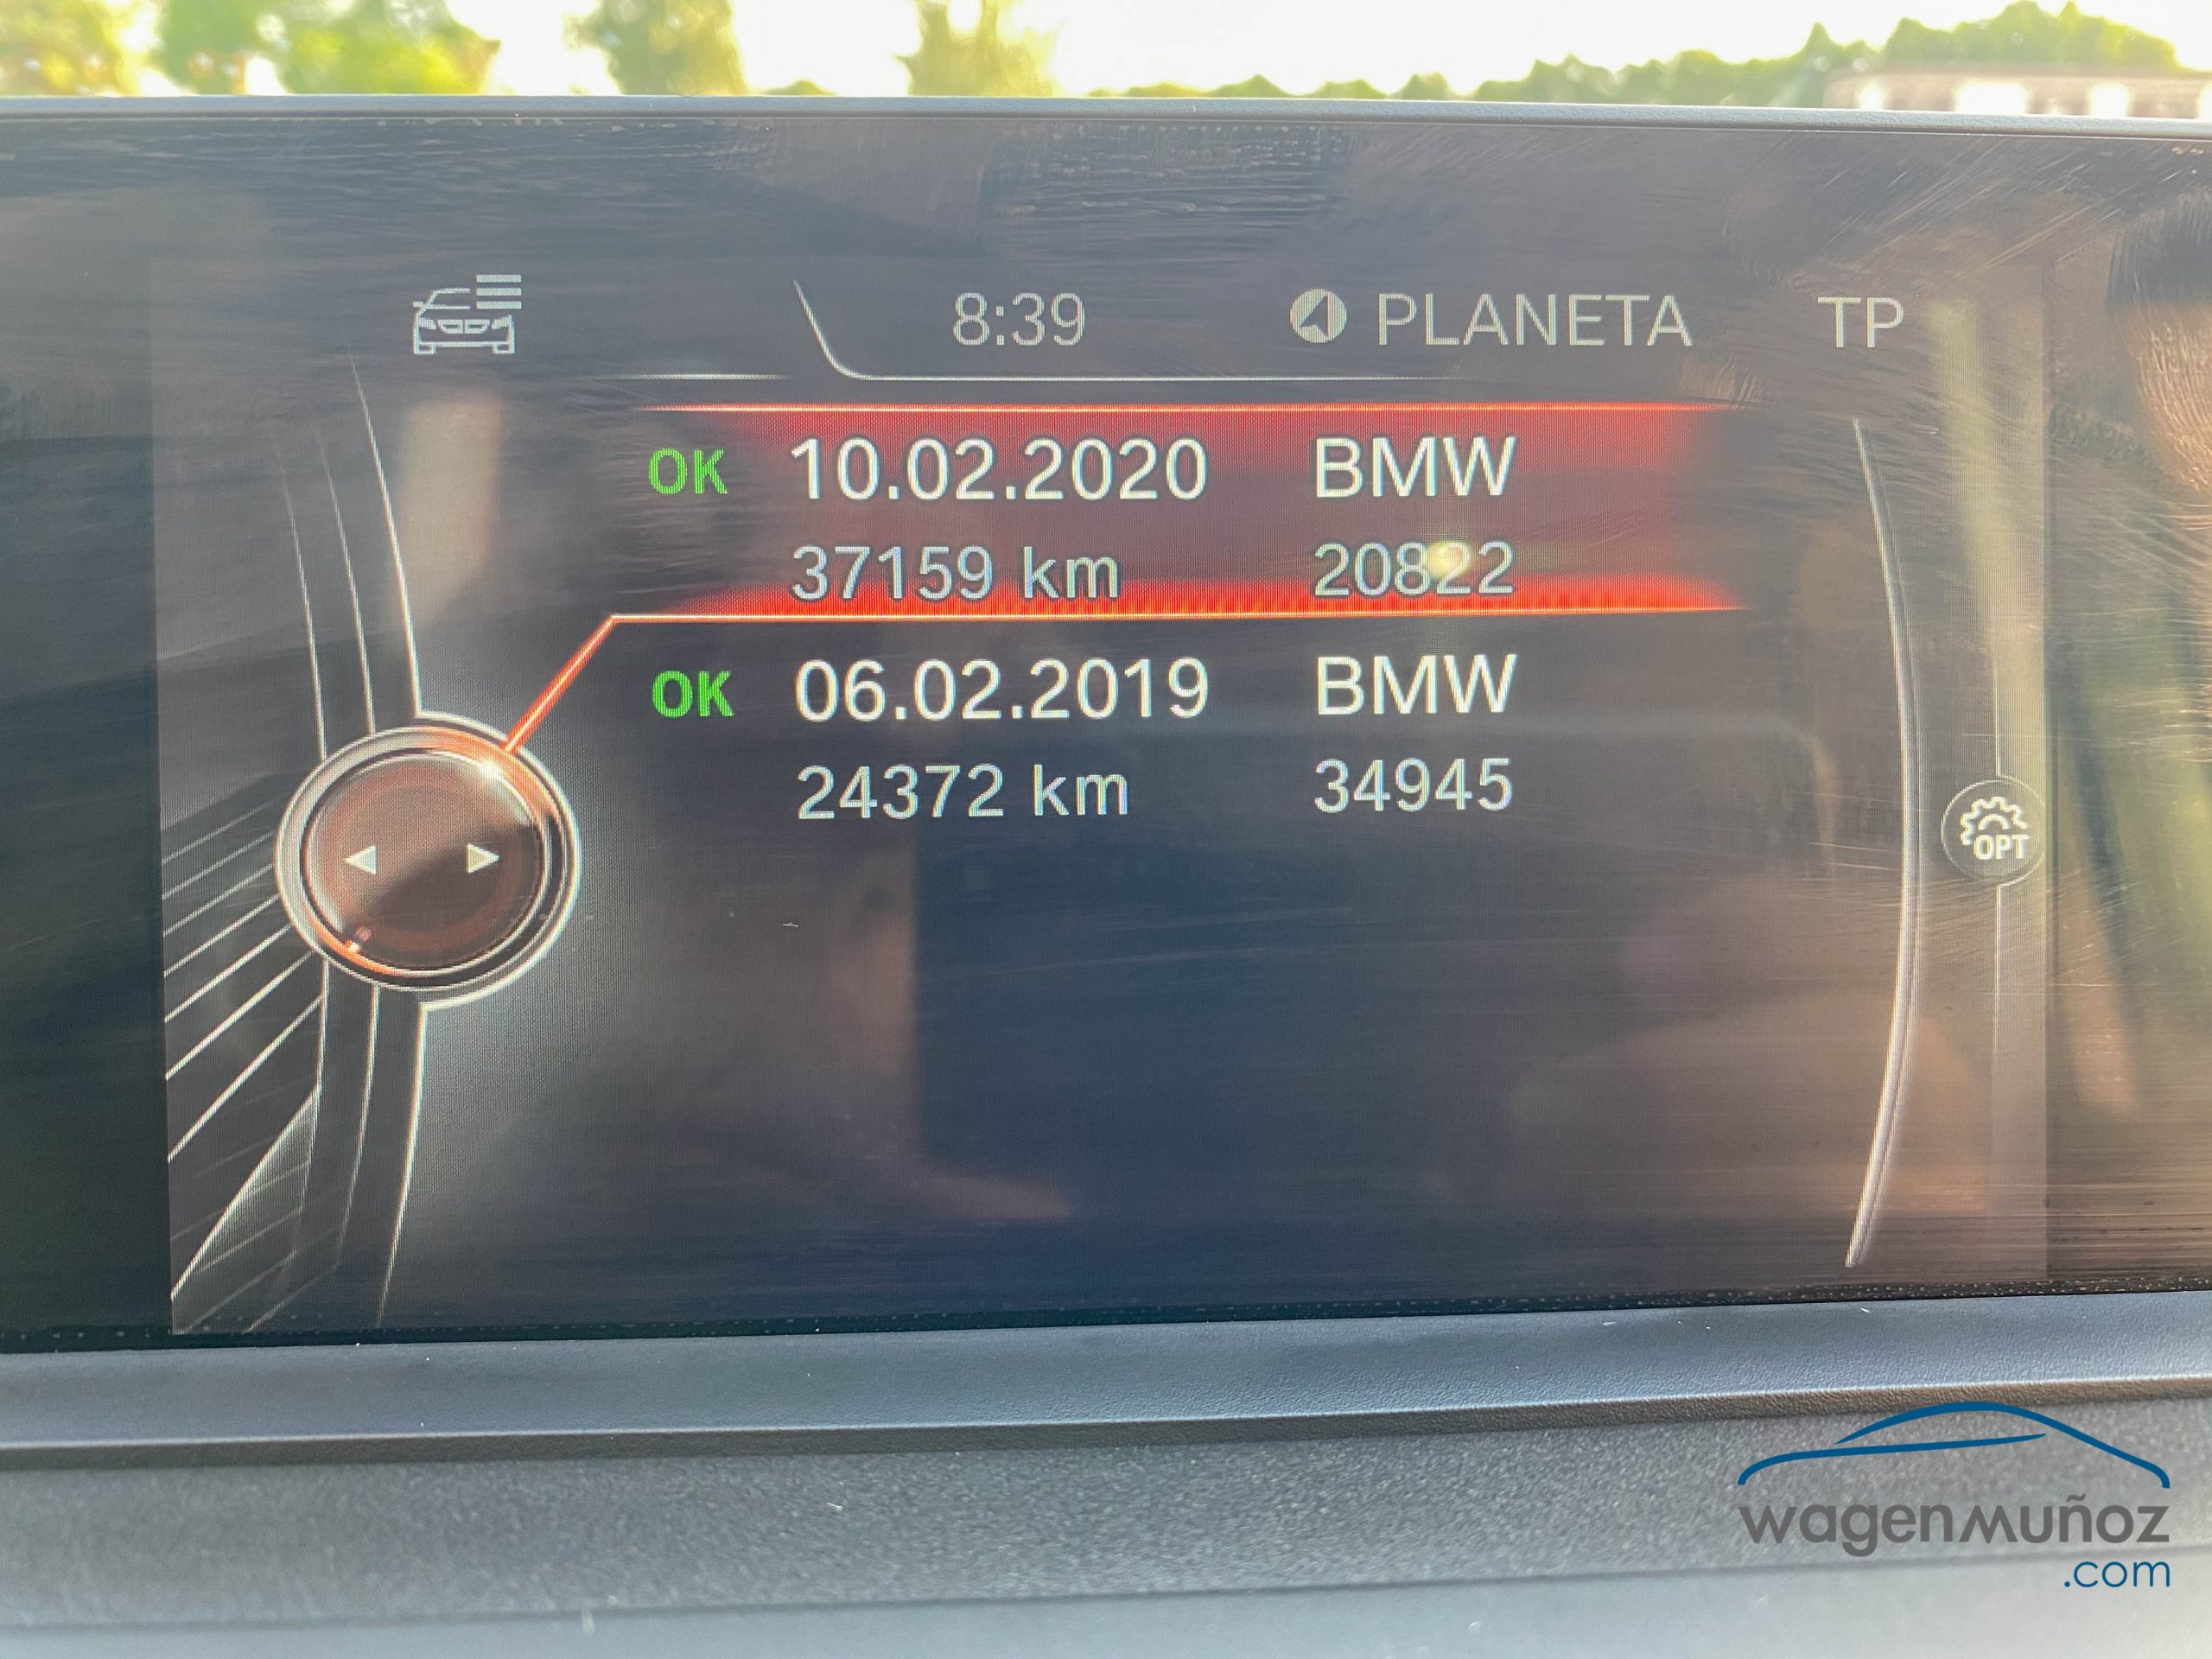 8:39 PLANETA TP
OK 10.02.2020 BMW
37159 km 20822
OK 06.02.2019 BMW
24372 km 34945
OPT
wagenmuñoz
.com